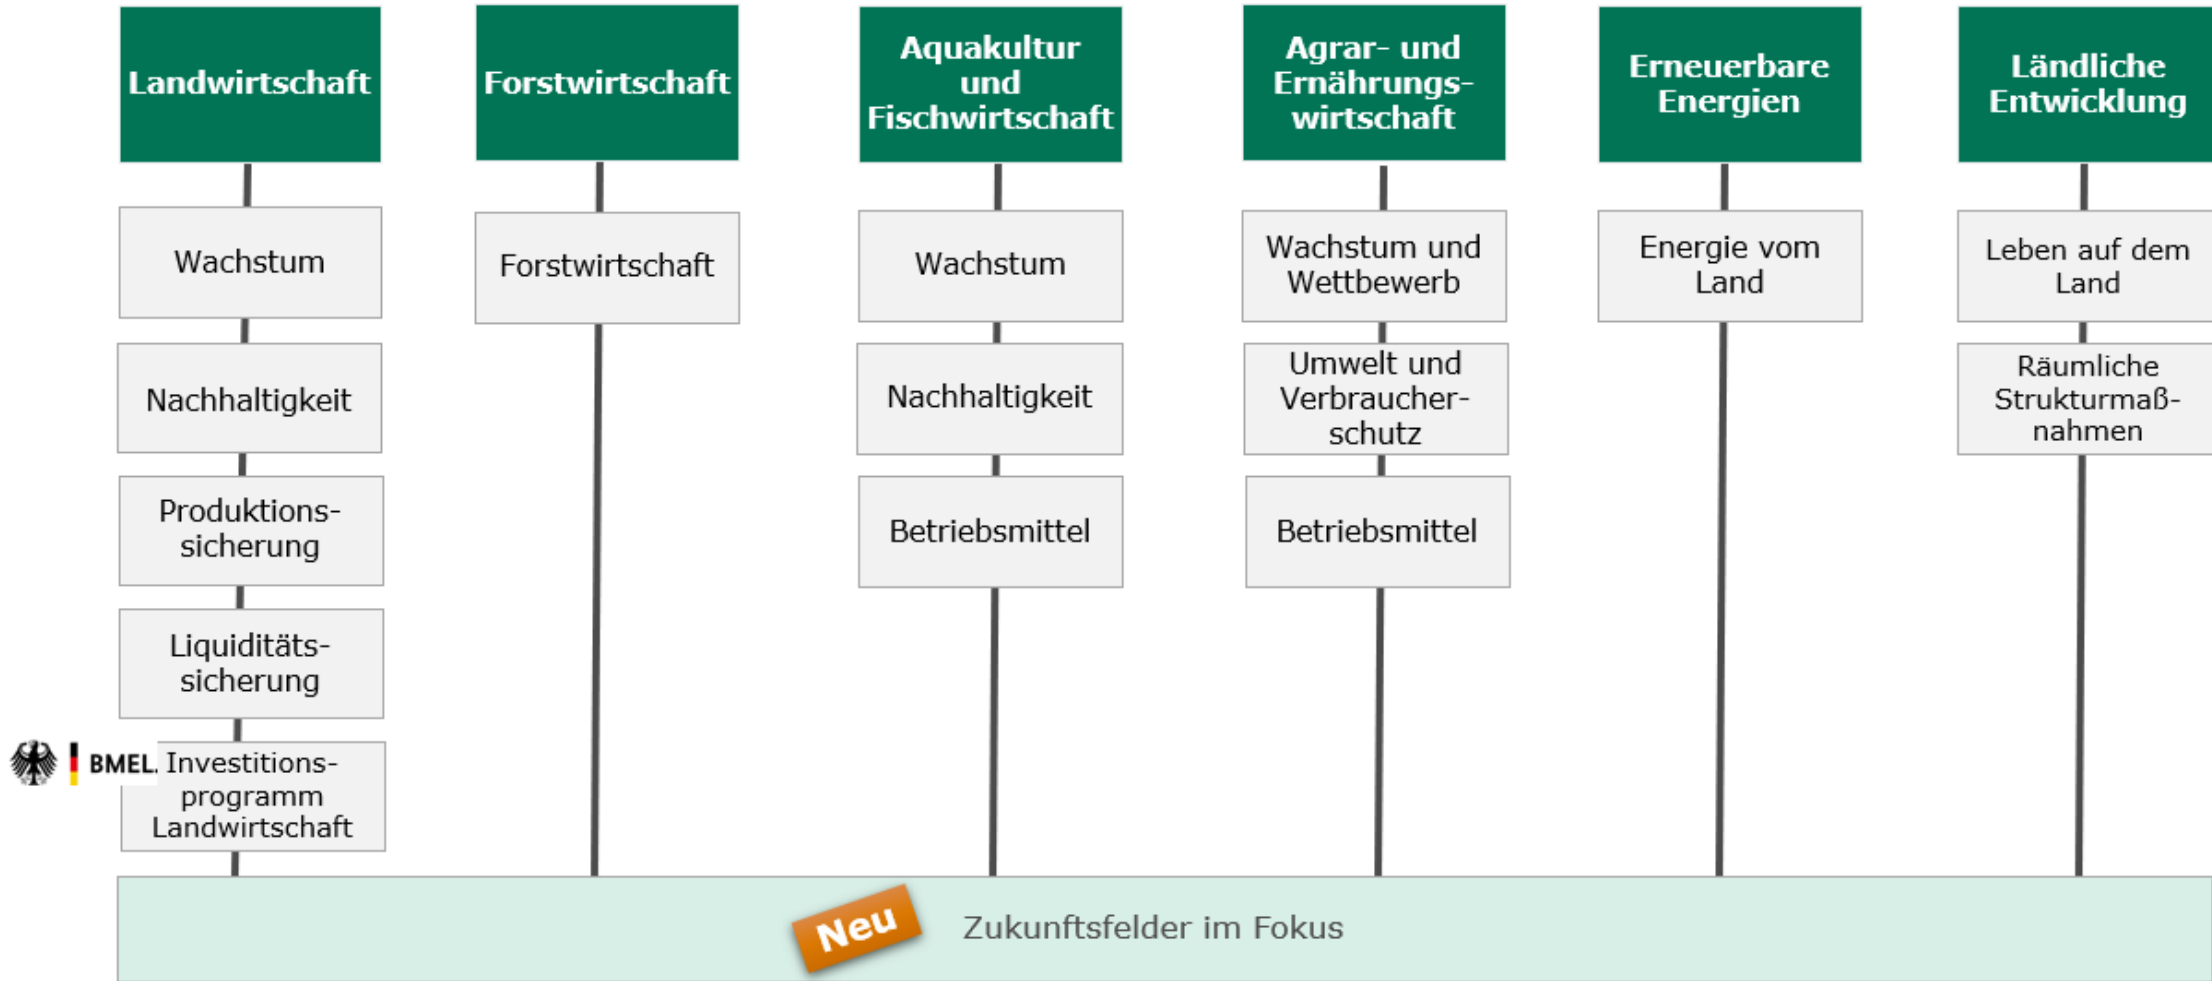 Landwirtschaft
Forstwirtschaft
Aquakultur
und
Fischwirtschaft
Agrar- und
Ernährungs-
wirtschaft
Erneuerbare
Energien
Ländliche
Entwicklung
Wachstum
Nachhaltigkeit
Produktions-
sicherung
Liquiditäts-
sicherung
BMEL.
Investitions-
programm
Landwirtschaft
Forstwirtschaft
Wachstum
Nachhaltigkeit
Betriebsmittel
Wachstum und
Wettbewerb
Umwelt und
Verbraucher-
schutz
Betriebsmittel
Energie vom
Land
Leben auf dem
Land
Räumliche
Strukturmaß-
nahmen
Neu
Zukunftsfelder im Fokus